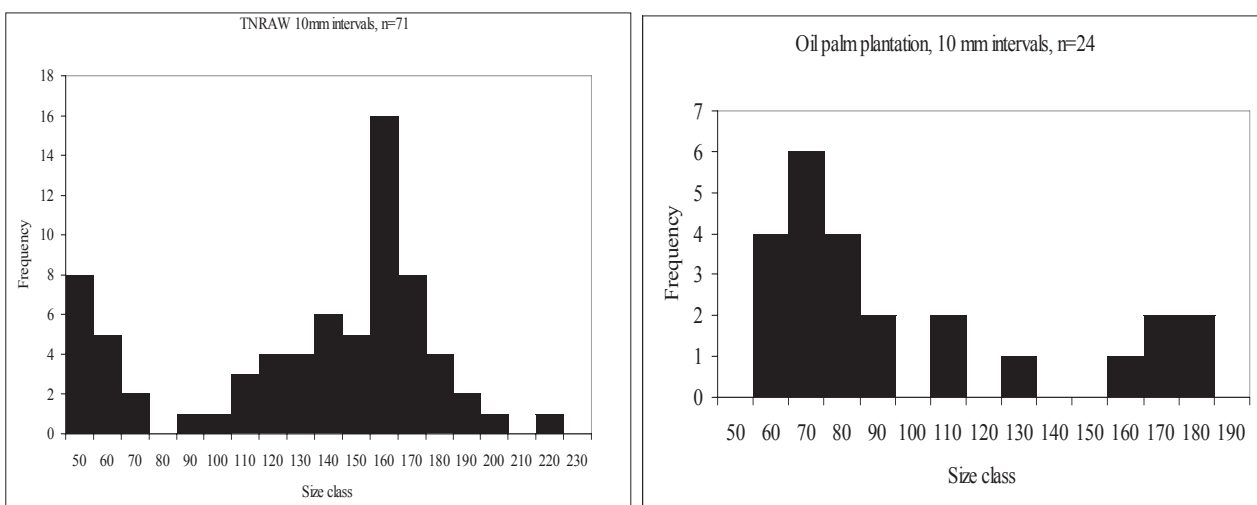 TNRAW 10mm intervals, n=71
18
16
14
12
10
8
6
4
2
0
Frequency
50 60 70 80 90 100 110 120 130 140 150 160 170 180 190 200 210 220 230
Size class
Oil palm plantation, 10 mm intervals, n=24
7
6
5
4
3
2
1
0
Frequency
50 60 70 80 90 100 110 120 130 140 150 160 170 180 190
Size class